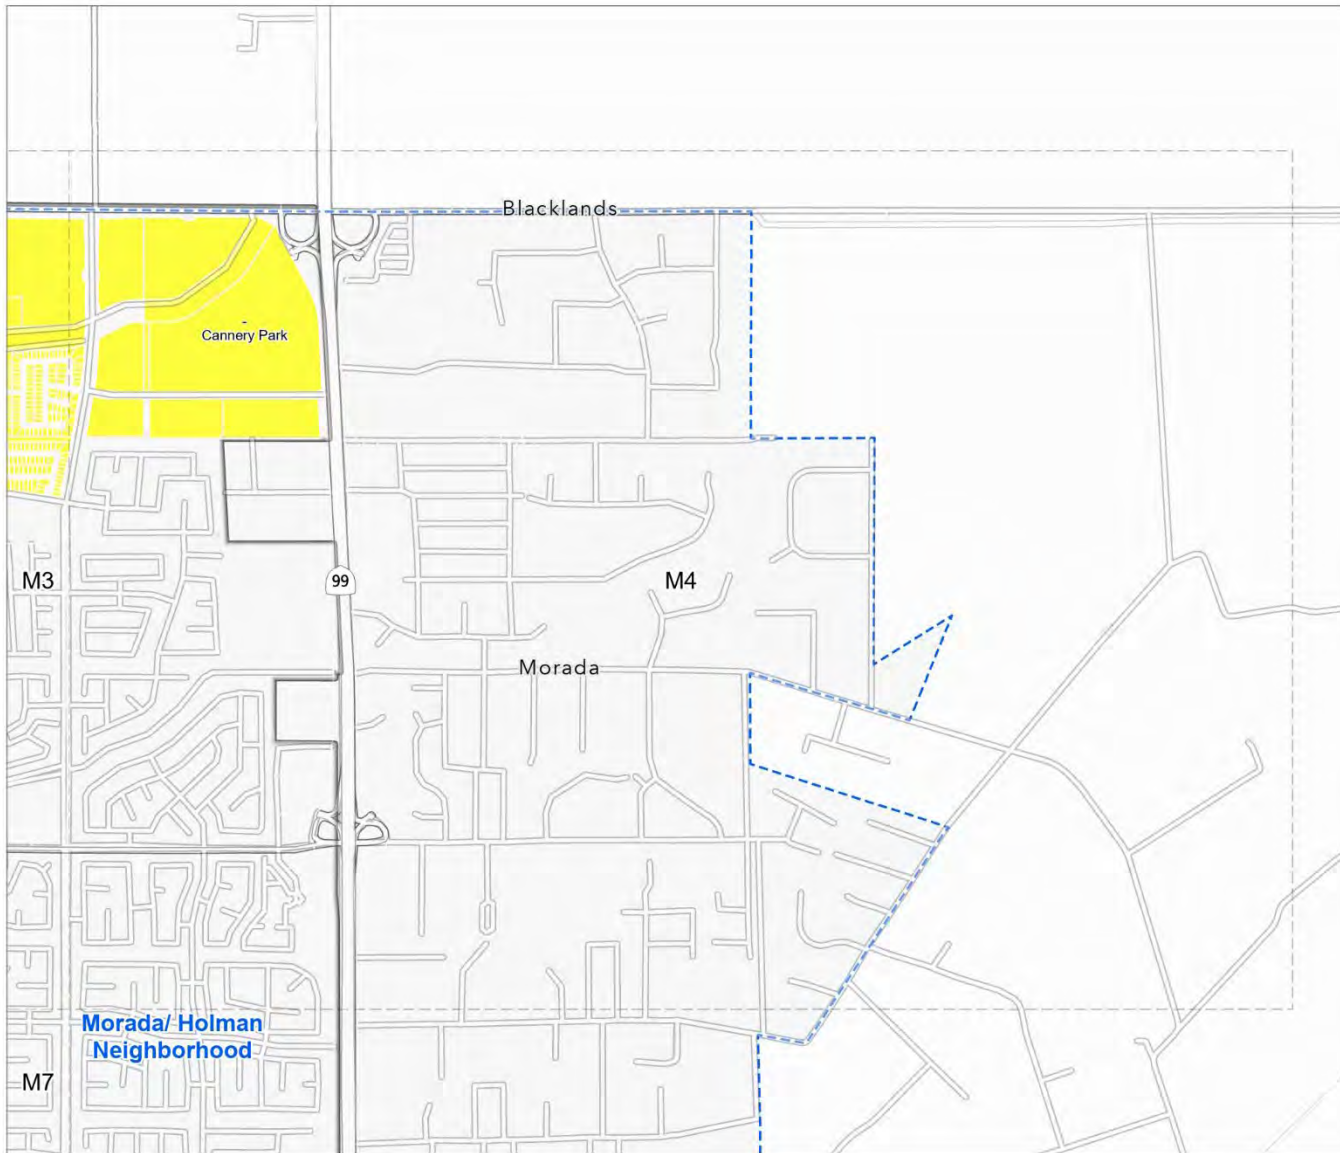 Blacklands
-
Cannery Park
M3
99
M4
Morada
Morada/ Holman
Neighborhood
M7